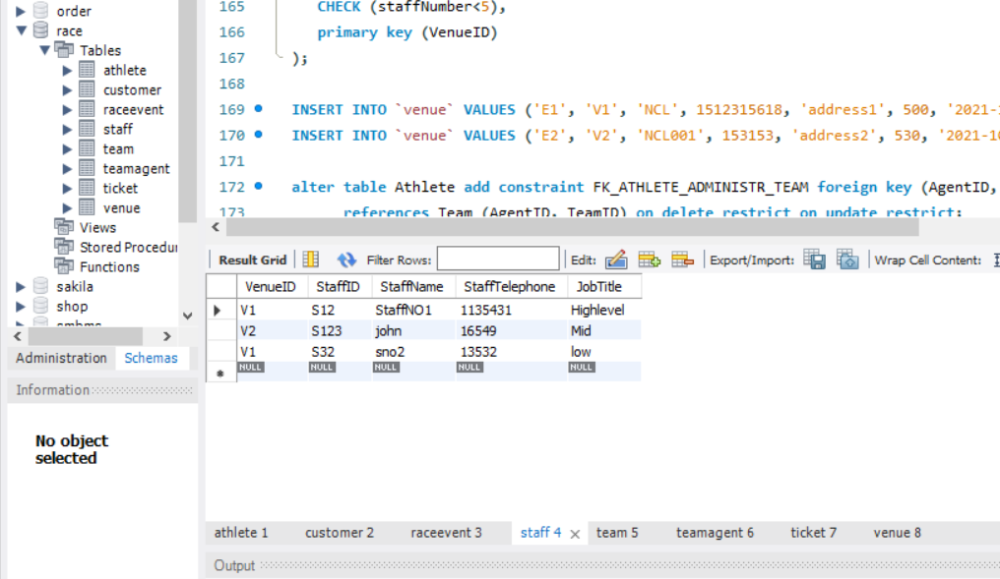 order
race
Tables
athlete
customer
raceevent
staff
team
teamagent
ticket
venue
Views
Stored Procedu
Functions
sakila
shop
Administration Schemas
Information
No object
selected
165 CHECK (staffNumber<5),
166 primary key (VenueID)
167 );
168
169 INSERT INTO `venue` VALUES ('E1', 'V1', 'NCL', 1512315618, 'address1', 500, '2021-
170 INSERT INTO `venue` VALUES ('E2', 'V2', 'NCL001', 153153, 'address2', 530, '2021-10
171
172 alter table Athlete add constraint FK_ATHLETE_ADMINISTR_TEAM foreign key (AgentID,
173 references Team (AgentID, TeamID) on delete restrict on update restrict;
Result Grid Filter Rows: Edit: Export/Import: Wrap Cell Content:
VenueID StaffID StaffName StaffTelephone JobTitle
V1 S12 StaffNO1 1135431 Highlevel
V2 S123 john 16549 Mid
V1 S32 sno2 13532 low
NULL NULL NULL NULL NULL
athlete 1 customer 2 raceevent 3 staff 4 team 5 teamagent 6 ticket 7 venue 8
Output